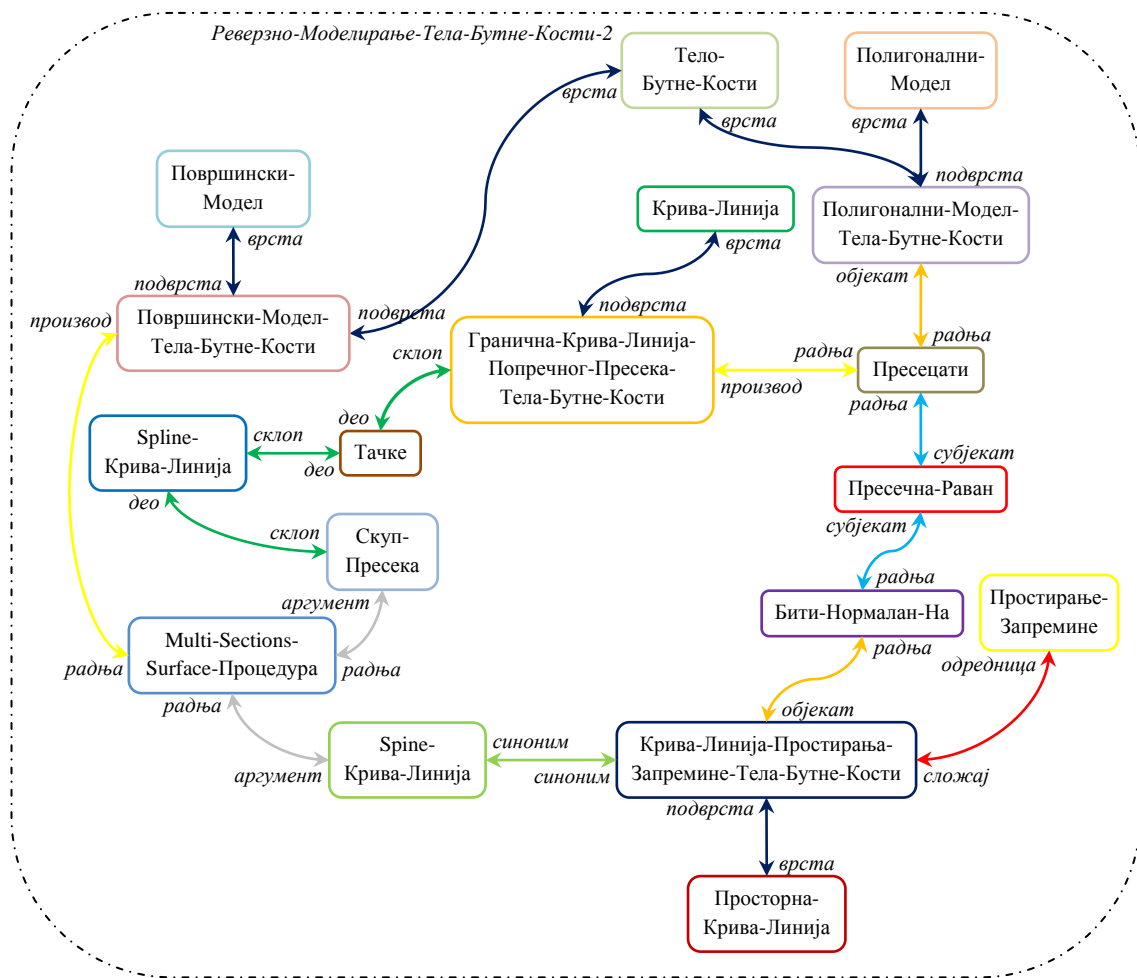 Реверзно-Моделирање-Тела-Бутне-Кости-2
Тело-
Бутне-Кости
Полигонални-
Модел
врста
врста
врста
Површински-
Модел
врста
подврста
Крива-Линија
врста
Полигонални-Модел-
Тела-Бутне-Кости
објекат
подврста
производ
Површински-Модел-
Тела-Бутне-Кости
подврста
подврста
склоп
Гранична-Крива-Линија-
Попречног-Пресека-
Тела-Бутне-Кости
радња
производ
радња
Пресецати
радња
Spline-
Крива-Линија
склоп
део
Тачке
део
део
субјекат
Пресечна-Раван
субјекат
склоп
Скуп-
Пресека
аргумент
радња
Бити-Нормалан-На
радња
Простирање-
Запремине
одредница
Multi-Sections-
Surface-Процедура
радња
радња
радња
објекат
аргумент
Spine-
Крива-Линија
синоним
синоним
Крива-Линија-Простирања-
Запремине-Тела-Бутне-Кости
сложај
подврста
врста
Просторна-
Крива-Линија